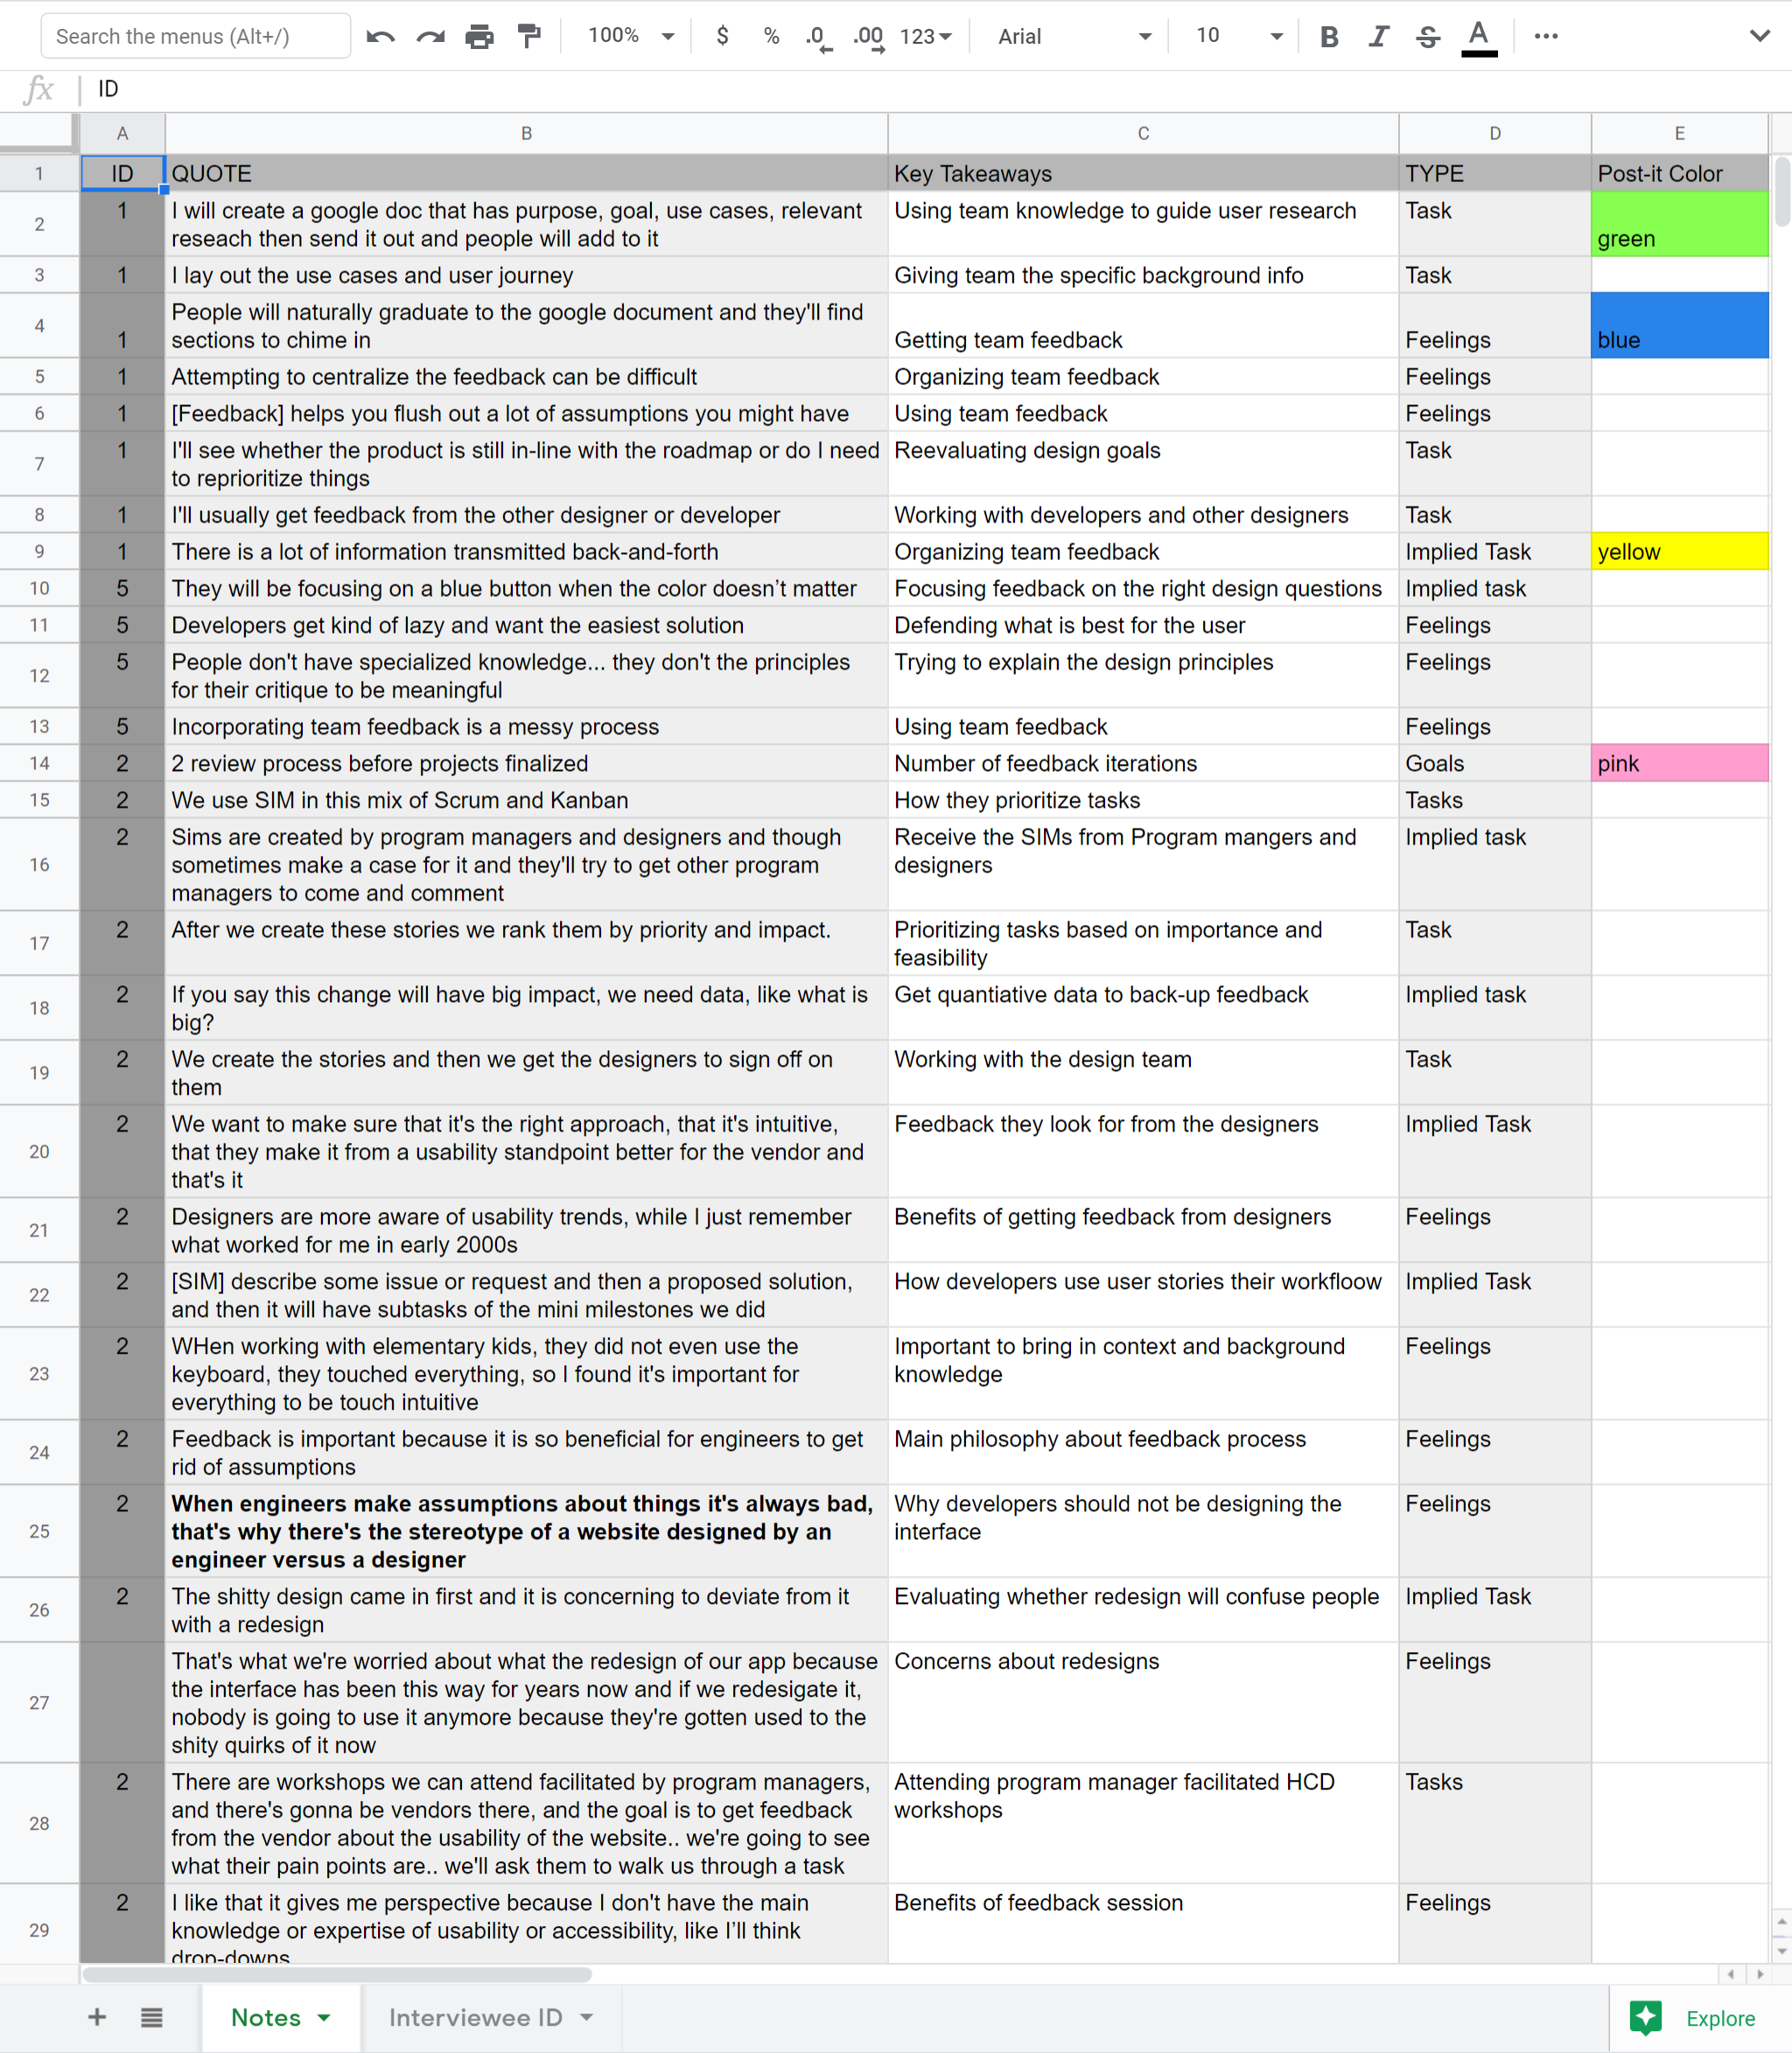 Search the menus (Alt+/) 100% $ % .0 .00 123 Arial 10 B I S A
fx ID
A B C D E
1 ID QUOTE Key Takeaways TYPE Post-it Color
2 1 I will create a google doc that has purpose, goal, use cases, relevant Using team knowledge to guide user research Task
reseach then send it out and people will add to it green
3 1 I lay out the use cases and user journey Giving team the specific background info Task
People will naturally graduate to the google document and they'll find
4 1 sections to chime in Getting team feedback Feelings blue
5 1 Attempting to centralize the feedback can be difficult Organizing team feedback Feelings
6 1 [Feedback] helps you flush out a lot of assumptions you might have Using team feedback Feelings
7 1 I'll see whether the product is still in-line with the roadmap or do I need Reevaluating design goals Task
to reprioritize things
8 1 I'll usually get feedback from the other designer or developer Working with developers and other designers Task
9 1 There is a lot of information transmitted back-and-forth Organizing team feedback Implied Task yellow
10 5 They will be focusing on a blue button when the color doesn’t matter Focusing feedback on the right design questions Implied task
11 5 Developers get kind of lazy and want the easiest solution Defending what is best for the user Feelings
12 5 People don't have specialized knowledge... they don't the principles Trying to explain the design principles Feelings
for their critique to be meaningful
13 5 Incorporating team feedback is a messy process Using team feedback Feelings
14 2 2 review process before projects finalized Number of feedback iterations Goals pink
15 2 We use SIM in this mix of Scrum and Kanban How they prioritize tasks Tasks
16 2 Sims are created by program managers and designers and though Receive the SIMs from Program mangers and Implied task
sometimes make a case for it and they'll try to get other program designers
managers to come and comment
17 2 After we create these stories we rank them by priority and impact. Prioritizing tasks based on importance and Task
feasibility
18 2 If you say this change will have big impact, we need data, like what is Get quantiative data to back-up feedback Implied task
big?
19 2 We create the stories and then we get the designers to sign off on Working with the design team Task
them
20 2 We want to make sure that it's the right approach, that it's intuitive, Feedback they look for from the designers Implied Task
that they make it from a usability standpoint better for the vendor and
that's it
21 2 Designers are more aware of usability trends, while I just remember Benefits of getting feedback from designers Feelings
what worked for me in early 2000s
22 2 [SIM] describe some issue or request and then a proposed solution, How developers use user stories their workfloow Implied Task
and then it will have subtasks of the mini milestones we did
23 2 WHen working with elementary kids, they did not even use the Important to bring in context and background Feelings
keyboard, they touched everything, so I found it's important for knowledge
everything to be touch intuitive
24 2 Feedback is important because it is so beneficial for engineers to get Main philosophy about feedback process Feelings
rid of assumptions
25 2 When engineers make assumptions about things it's always bad, Why developers should not be designing the Feelings
that's why there's the stereotype of a website designed by an interface
engineer versus a designer
26 2 The shitty design came in first and it is concerning to deviate from it Evaluating whether redesign will confuse people Implied Task
with a redesign
27 That's what we're worried about what the redesign of our app because Concerns about redesigns Feelings
the interface has been this way for years now and if we redesigate it,
nobody is going to use it anymore because they're gotten used to the
shity quirks of it now
28 2 There are workshops we can attend facilitated by program managers, Attending program manager facilitated HCD Tasks
and there's gonna be vendors there, and the goal is to get feedback workshops
from the vendor about the usability of the website.. we're going to see
what their pain points are.. we'll ask them to walk us through a task
29 2 I like that it gives me perspective because I don't have the main Benefits of feedback session Feelings
knowledge or expertise of usability or accessibility, like I’ll think
drop-downs
Notes Interviewee ID Explore